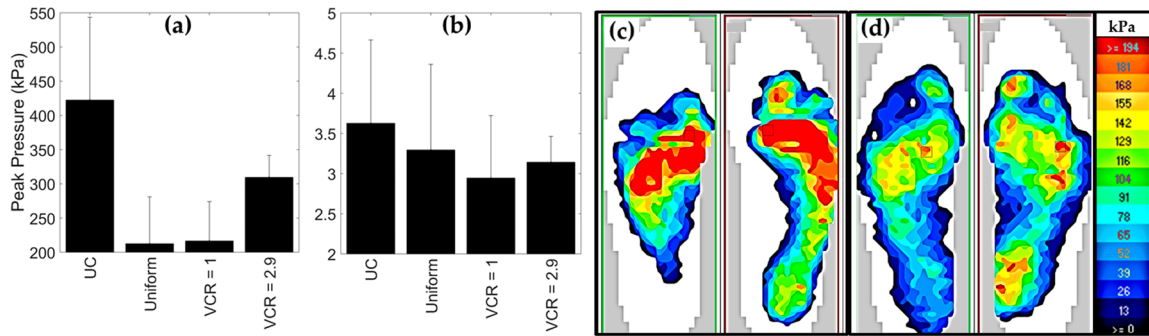 (a)
Peak Pressure (kPa)
550
500
450
400
350
300
250
200
UC
Uniform
VCR = 1
VCR = 2.9
(b)
5
4.5
4
3.5
3
2.5
2
UC
Uniform
VCR = 1
VCR = 2.9
(c)
(d)
kPa
>= 194
181
168
155
142
129
116
104
91
78
65
52
39
26
13
>= 0